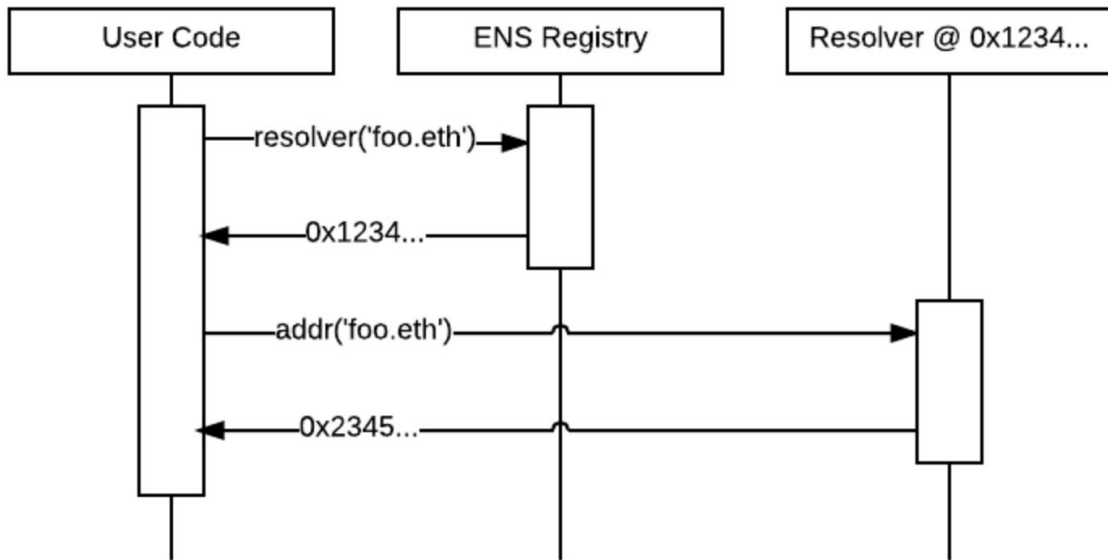 User Code
ENS Registry
Resolver @ 0x1234...
resolver('foo.eth')
0x1234...
addr('foo.eth')
0x2345...